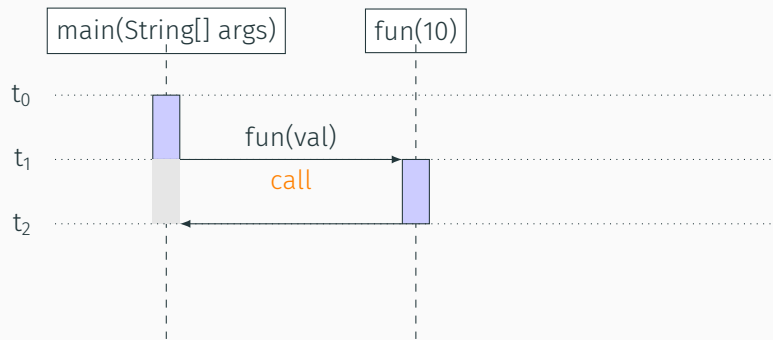 main(String[] args) fun(10)
t₀
fun(val)
t₁
call
t₂